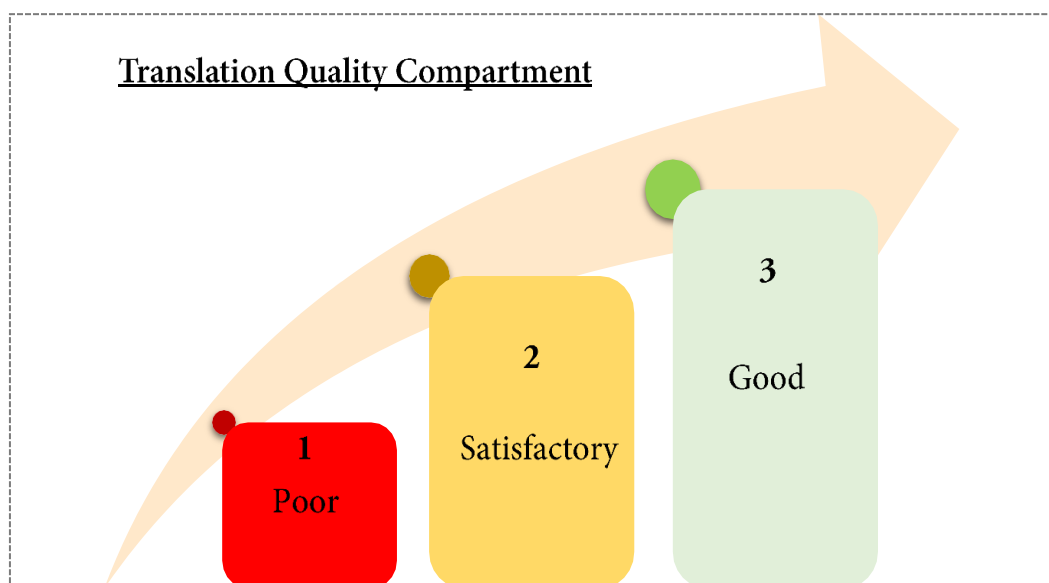 Translation Quality Compartment
1
Poor
2
Satisfactory
3
Good